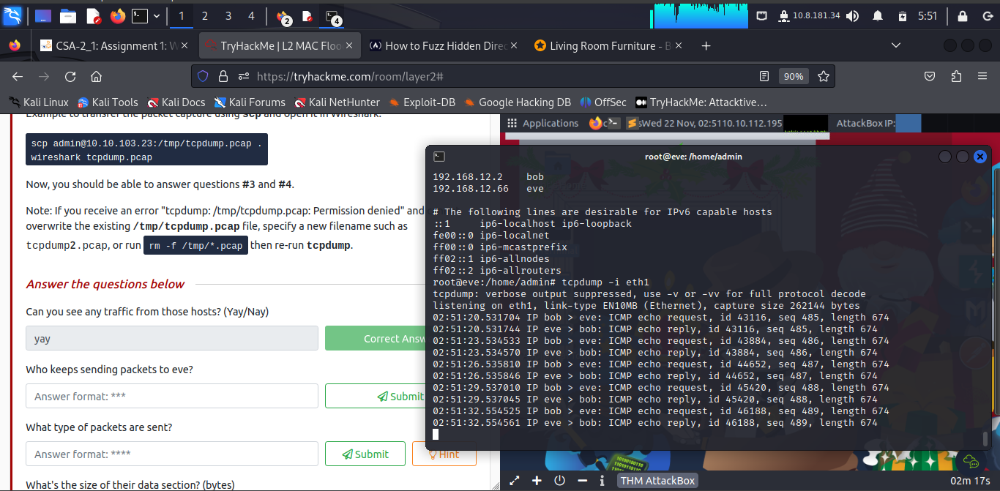 1 2 3 4 2 4 10.8.181.34 5:51
CSA-2_1: Assignment 1: W TryHackMe | L2 MAC Floo How to Fuzz Hidden Dire Living Room Furniture - B
https://tryhackme.com/room/layer2# 90%
Kali Linux Kali Tools Kali Docs Kali Forums Kali NetHunter Exploit-DB Google Hacking DB OffSec TryHackMe: Attacktive…
Example to transfer the packet capture using scp and open it in Wireshark:
scp admin@10.10.103.23:/tmp/tcpdump.pcap .
wireshark tcpdump.pcap
Now, you should be able to answer questions #3 and #4.
Note: If you receive an error "tcpdump: /tmp/tcpdump.pcap: Permission denied" and
overwrite the existing /tmp/tcpdump.pcap file, specify a new filename such as
tcpdump2.pcap, or run rm -f /tmp/*.pcap then re-run tcpdump.
Answer the questions below
Can you see any traffic from those hosts? (Yay/Nay)
yay Correct Answ
Who keeps sending packets to eve?
Answer format: *** Submit
What type of packets are sent?
Answer format: **** Submit Hint
What's the size of their data section? (bytes)
Applications Wed 22 Nov, 02:51 10.10.112.195 AttackBox IP:
root@eve: /home/admin
192.168.12.2 bob
192.168.12.66 eve
# The following lines are desirable for IPv6 capable hosts
::1 ip6-localhost ip6-loopback
fe00::0 ip6-localnet
ff00::0 ip6-mcastprefix
ff02::1 ip6-allnodes
ff02::2 ip6-allrouters
root@eve:/home/admin# tcpdump -i eth1
tcpdump: verbose output suppressed, use -v or -vv for full protocol decode
listening on eth1, link-type EN10MB (Ethernet), capture size 262144 bytes
02:51:20.531704 IP bob > eve: ICMP echo request, id 43116, seq 485, length 674
02:51:20.531744 IP eve > bob: ICMP echo reply, id 43116, seq 485, length 674
02:51:23.534533 IP bob > eve: ICMP echo request, id 43884, seq 486, length 674
02:51:23.534570 IP eve > bob: ICMP echo reply, id 43884, seq 486, length 674
02:51:26.535810 IP bob > eve: ICMP echo request, id 44652, seq 487, length 674
02:51:26.535846 IP eve > bob: ICMP echo reply, id 44652, seq 487, length 674
02:51:29.537010 IP bob > eve: ICMP echo request, id 45420, seq 488, length 674
02:51:29.537045 IP eve > bob: ICMP echo reply, id 45420, seq 488, length 674
02:51:32.554525 IP bob > eve: ICMP echo request, id 46188, seq 489, length 674
02:51:32.554561 IP eve > bob: ICMP echo reply, id 46188, seq 489, length 674
THM AttackBox 02m 17s